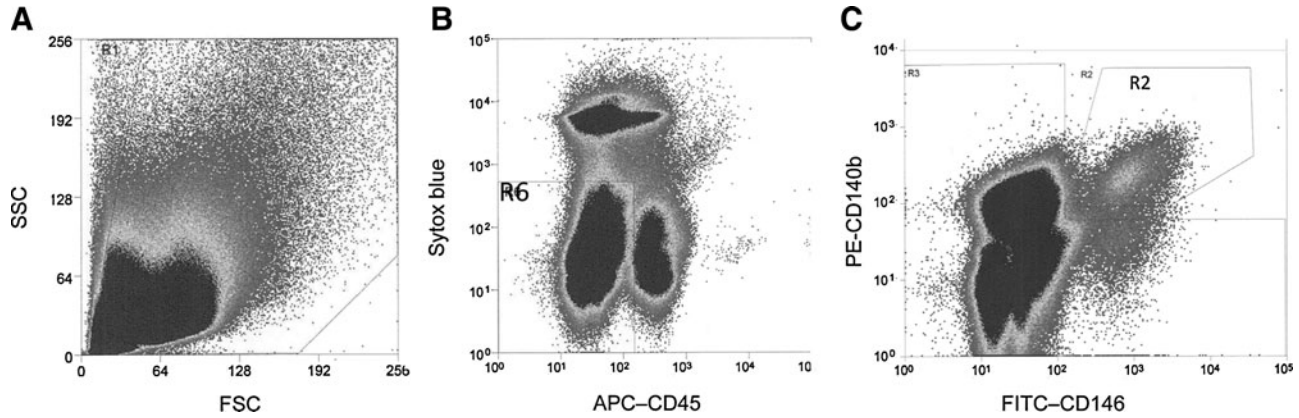 A
256
192
128
64
0
R1
SSC
0 64 128 192 256
FSC
B
10⁵
10⁴
10³
10²
10¹
10⁰
R6
Sytox blue
10⁰ 10¹ 10² 10³ 10⁴ 10
APC–CD45
C
10⁴
10³
10²
10¹
10⁰
R3
R2
R2
PE-CD140b
10⁰ 10¹ 10² 10³ 10⁴ 10⁵
FITC–CD146